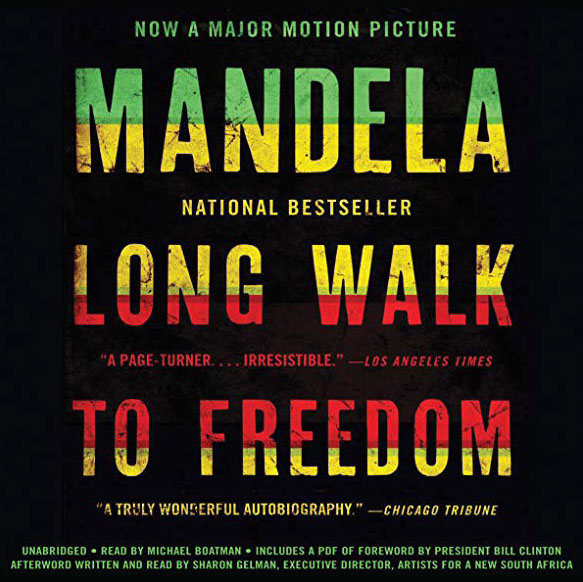 NOW A MAJOR MOTION PICTURE
MANDELA
NATIONAL BESTSELLER
LONG WALK
“A PAGE-TURNER. . . . IRRESISTIBLE.” —LOS ANGELES TIMES
TO FREEDOM
“A TRULY WONDERFUL AUTOBIOGRAPHY.” —CHICAGO TRIBUNE
UNABRIDGED • READ BY MICHAEL BOATMAN • INCLUDES A PDF OF FOREWORD BY PRESIDENT BILL CLINTON
AFTERWORD WRITTEN AND READ BY SHARON GELMAN, EXECUTIVE DIRECTOR, ARTISTS FOR A NEW SOUTH AFRICA